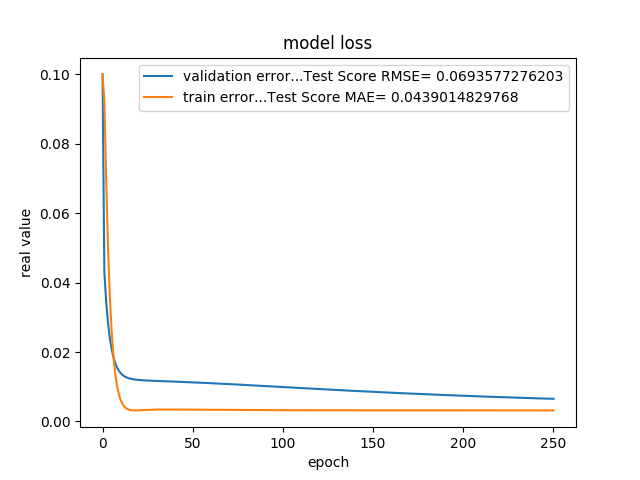 model loss
validation error...Test Score RMSE= 0.0693577276203
train error...Test Score MAE= 0.0439014829768
0.10
0.08
0.06
0.04
0.02
0.00
real value
0 50 100 150 200 250
epoch